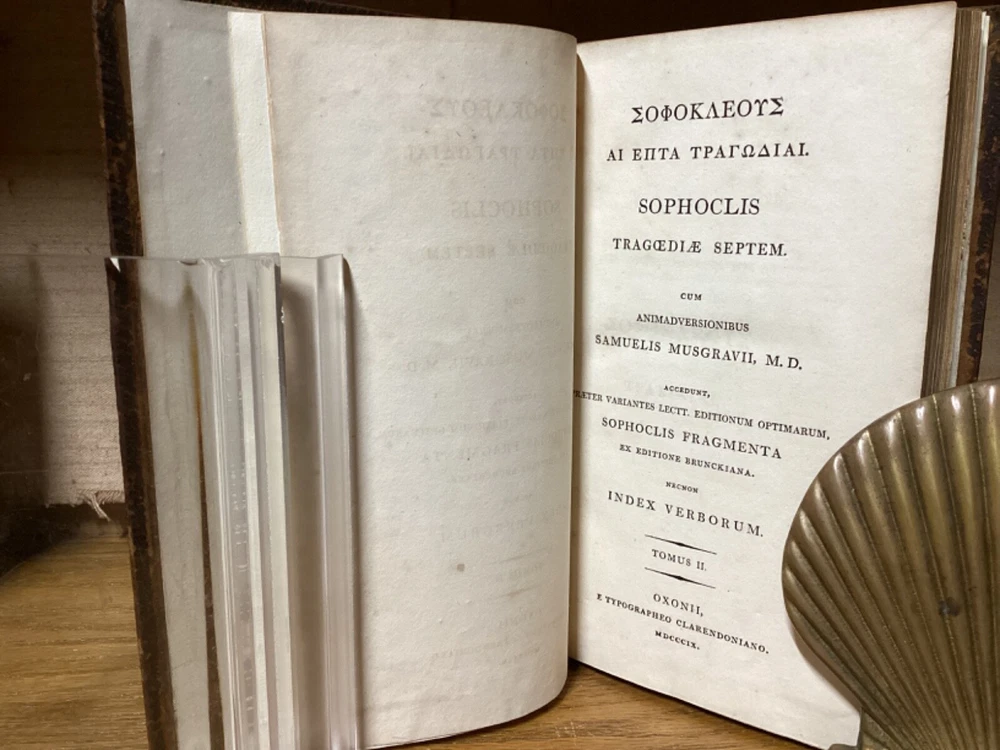 ΣΟΦΟΚΛΕΟΥΣ
ΑΙ ΕΠΤΑ ΤΡΑΓΩΔΙΑΙ.
SOPHOCLIS
TRAGŒDIÆ SEPTEM.
CUM
ANIMADVERSIONIBUS
SAMUELIS MUSGRAVII, M. D.
ACCEDUNT,
VARIANTES LECTT. EDITIONUM OPTIMARUM,
SOPHOCLIS FRAGMENTA
EX EDITIONE BRUNCKIANA.
NECNON
INDEX VERBORUM.
TOMUS II.
OXONII,
E TYPOGRAPHEO CLARENDONIANO.
MDCCCIX.